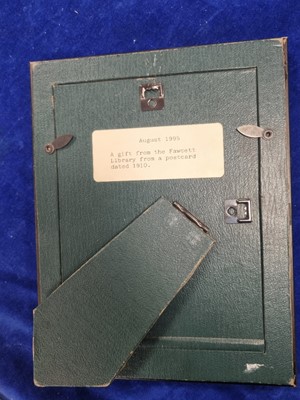 August 1995
A gift from the Fawcett
Library from a postcard
dated 1910.